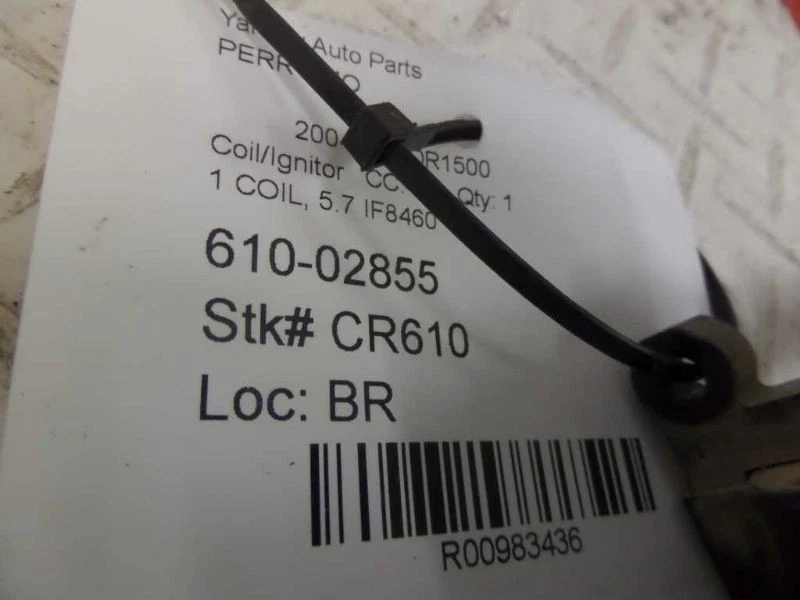 Auto Parts
PERR
200 DR1500
Coil/Ignitor CC: Qty: 1
1 COIL, 5.7 IF8460
610-02855
Stk# CR610
Loc: BR
R00983436